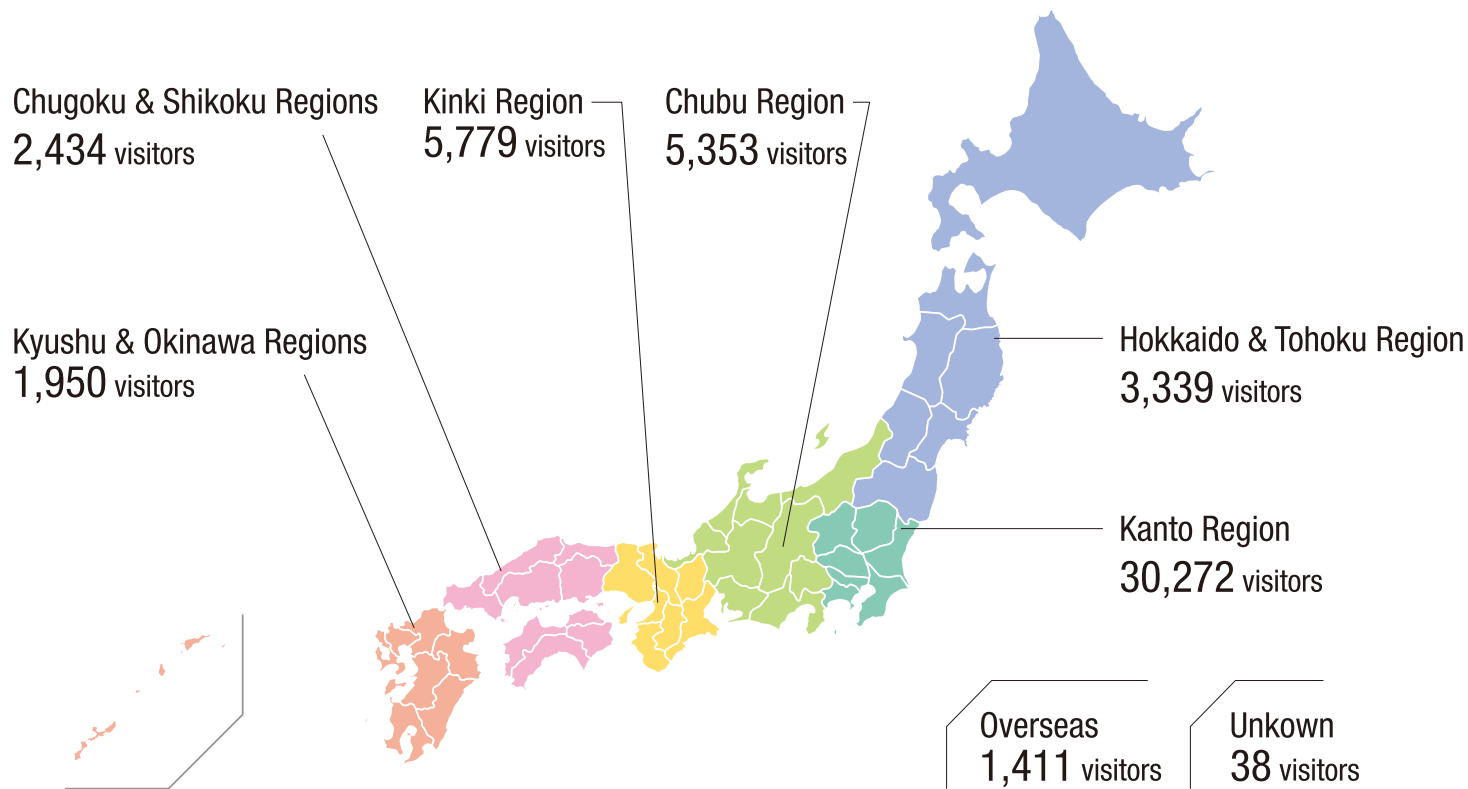 Chugoku & Shikoku Regions
2,434 visitors
Kinki Region
5,779 visitors
Chubu Region
5,353 visitors
Kyushu & Okinawa Regions
1,950 visitors
Hokkaido & Tohoku Region
3,339 visitors
Kanto Region
30,272 visitors
Overseas
1,411 visitors
Unkown
38 visitors